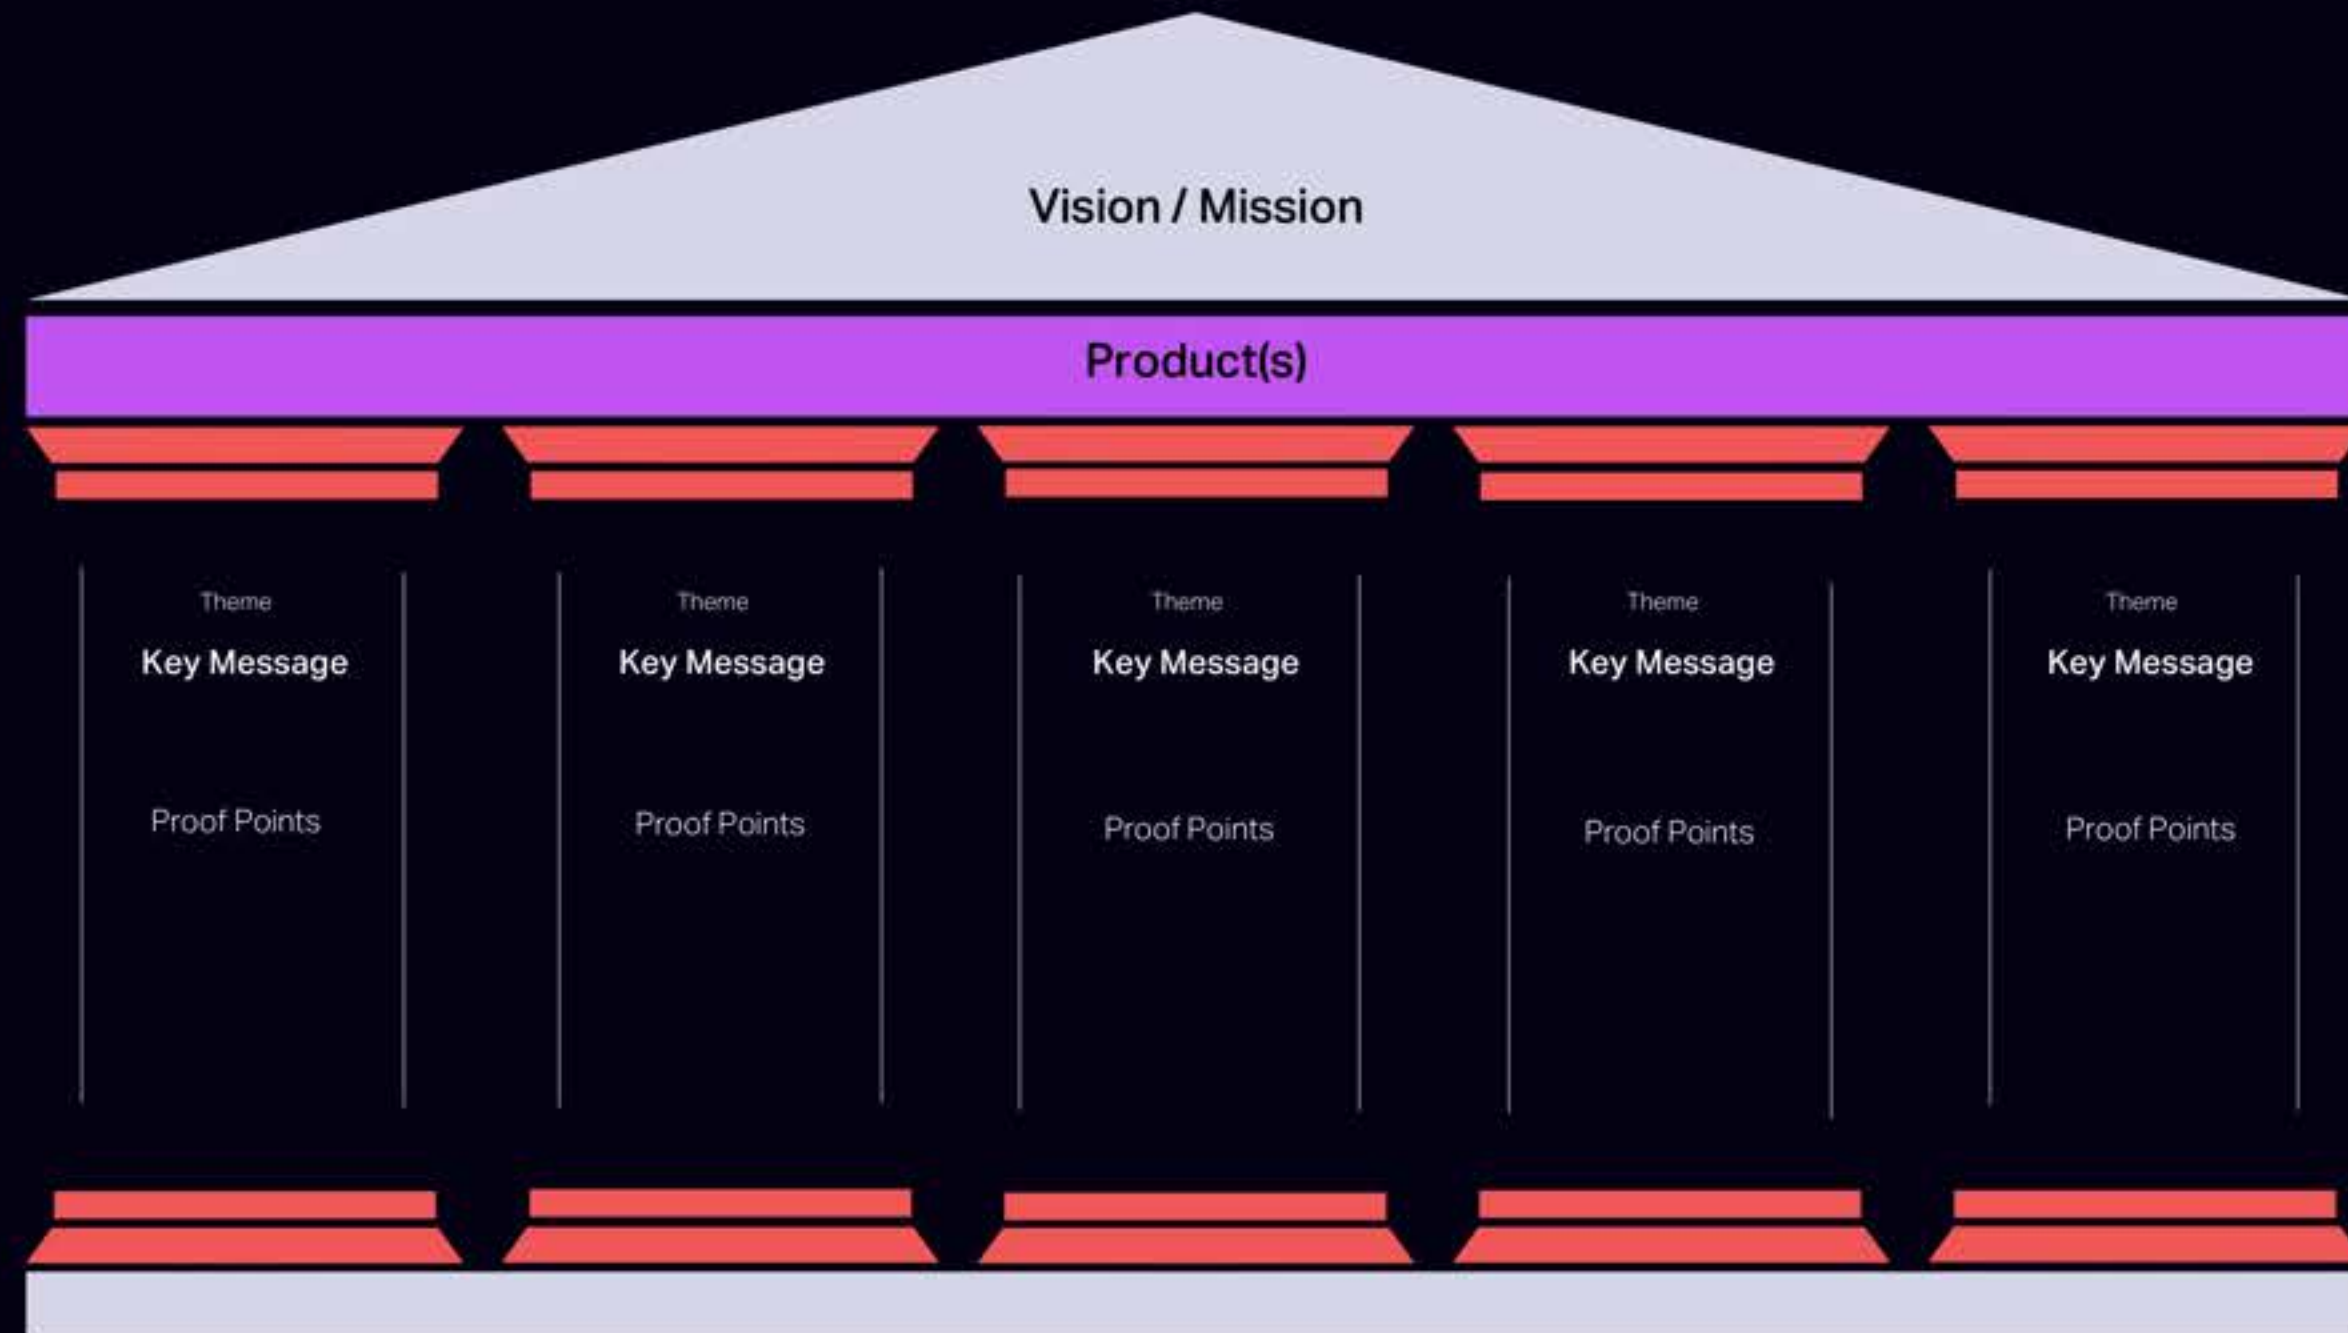 Vision / Mission
Product(s)
Theme
Key Message
Proof Points
Theme
Key Message
Proof Points
Theme
Key Message
Proof Points
Theme
Key Message
Proof Points
Theme
Key Message
Proof Points